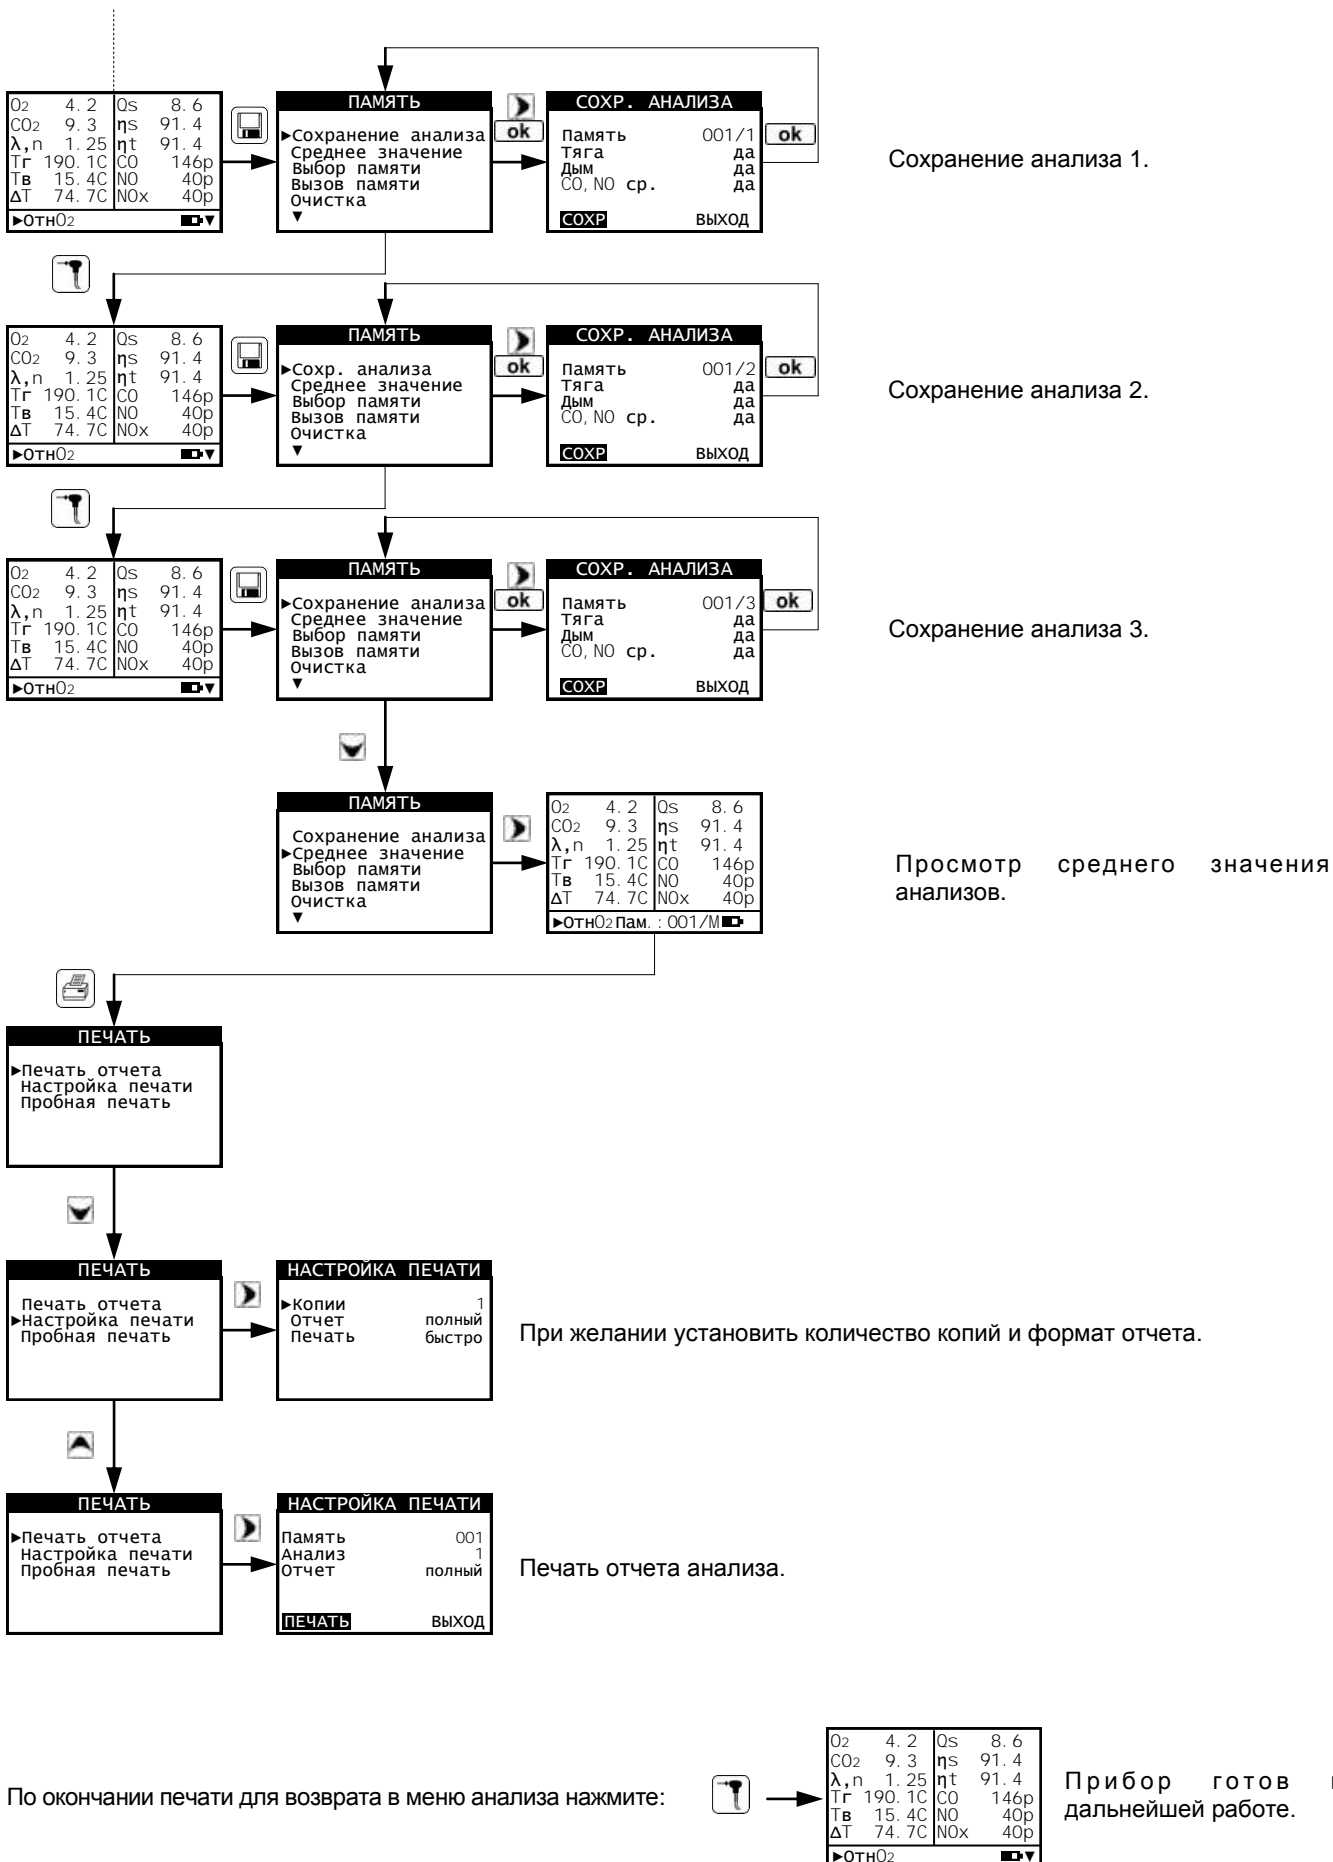 O2 4.2 Qs 8.6
CO2 9.3 ηs 91.4
λ,n 1.25 ηt 91.4
Tг 190.1C CO 146p
Tв 15.4C NO 40p
ΔT 74.7C NOx 40p
►ОтнO2 ▼
ПАМЯТЬ
►Сохранение анализа
Среднее значение
Выбор памяти
Вызов памяти
Очистка
▼
ok
СОХР. АНАЛИЗА
Память 001/1
Тяга да
Дым да
CO,NO ср. да
СОХР ВЫХОД
ok
Сохранение анализа 1.
O2 4.2 Qs 8.6
CO2 9.3 ηs 91.4
λ,n 1.25 ηt 91.4
Tг 190.1C CO 146p
Tв 15.4C NO 40p
ΔT 74.7C NOx 40p
►ОтнO2 ▼
ПАМЯТЬ
►Сохр. анализа
Среднее значение
Выбор памяти
Вызов памяти
Очистка
▼
ok
СОХР. АНАЛИЗА
Память 001/2
Тяга да
Дым да
CO,NO ср. да
СОХР ВЫХОД
ok
Сохранение анализа 2.
O2 4.2 Qs 8.6
CO2 9.3 ηs 91.4
λ,n 1.25 ηt 91.4
Tг 190.1C CO 146p
Tв 15.4C NO 40p
ΔT 74.7C NOx 40p
►ОтнO2 ▼
ПАМЯТЬ
►Сохранение анализа
Среднее значение
Выбор памяти
Вызов памяти
Очистка
▼
ok
СОХР. АНАЛИЗА
Память 001/3
Тяга да
Дым да
CO,NO ср. да
СОХР ВЫХОД
ok
Сохранение анализа 3.
ПАМЯТЬ
Сохранение анализа
►Среднее значение
Выбор памяти
Вызов памяти
Очистка
▼
O2 4.2 Qs 8.6
CO2 9.3 ηs 91.4
λ,n 1.25 ηt 91.4
Tг 190.1C CO 146p
Tв 15.4C NO 40p
ΔT 74.7C NOx 40p
►ОтнO2 Пам.:001/M
Просмотр среднего значения
анализов.
ПЕЧАТЬ
►Печать отчета
Настройка печати
Пробная печать
ПЕЧАТЬ
Печать отчета
►Настройка печати
Пробная печать
НАСТРОЙКА ПЕЧАТИ
►Копии 1
Отчет полный
Печать быстро
При желании установить количество копий и формат отчета.
ПЕЧАТЬ
►Печать отчета
Настройка печати
Пробная печать
НАСТРОЙКА ПЕЧАТИ
Память 001
Анализ 1
Отчет полный
ПЕЧАТЬ ВЫХОД
Печать отчета анализа.
По окончании печати для возврата в меню анализа нажмите:
O2 4.2 Qs 8.6
CO2 9.3 ηs 91.4
λ,n 1.25 ηt 91.4
Tг 190.1C CO 146p
Tв 15.4C NO 40p
ΔT 74.7C NOx 40p
►ОтнO2 ▼
Прибор готов
дальнейшей работе.